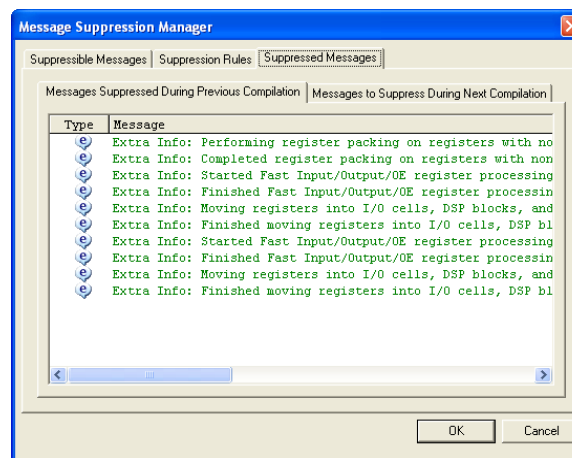 Message Suppression Manager
Suppressible Messages Suppression Rules Suppressed Messages
Messages Suppressed During Previous Compilation Messages to Suppress During Next Compilation
Type Message
Extra Info: Performing register packing on registers with no
Extra Info: Completed register packing on registers with non
Extra Info: Started Fast Input/Output/OE register processing
Extra Info: Finished Fast Input/Output/OE register processin
Extra Info: Moving registers into I/O cells, DSP blocks, and
Extra Info: Finished moving registers into I/O cells, DSP bl
Extra Info: Started Fast Input/Output/OE register processing
Extra Info: Finished Fast Input/Output/OE register processin
Extra Info: Moving registers into I/O cells, DSP blocks, and
Extra Info: Finished moving registers into I/O cells, DSP bl
OK Cancel